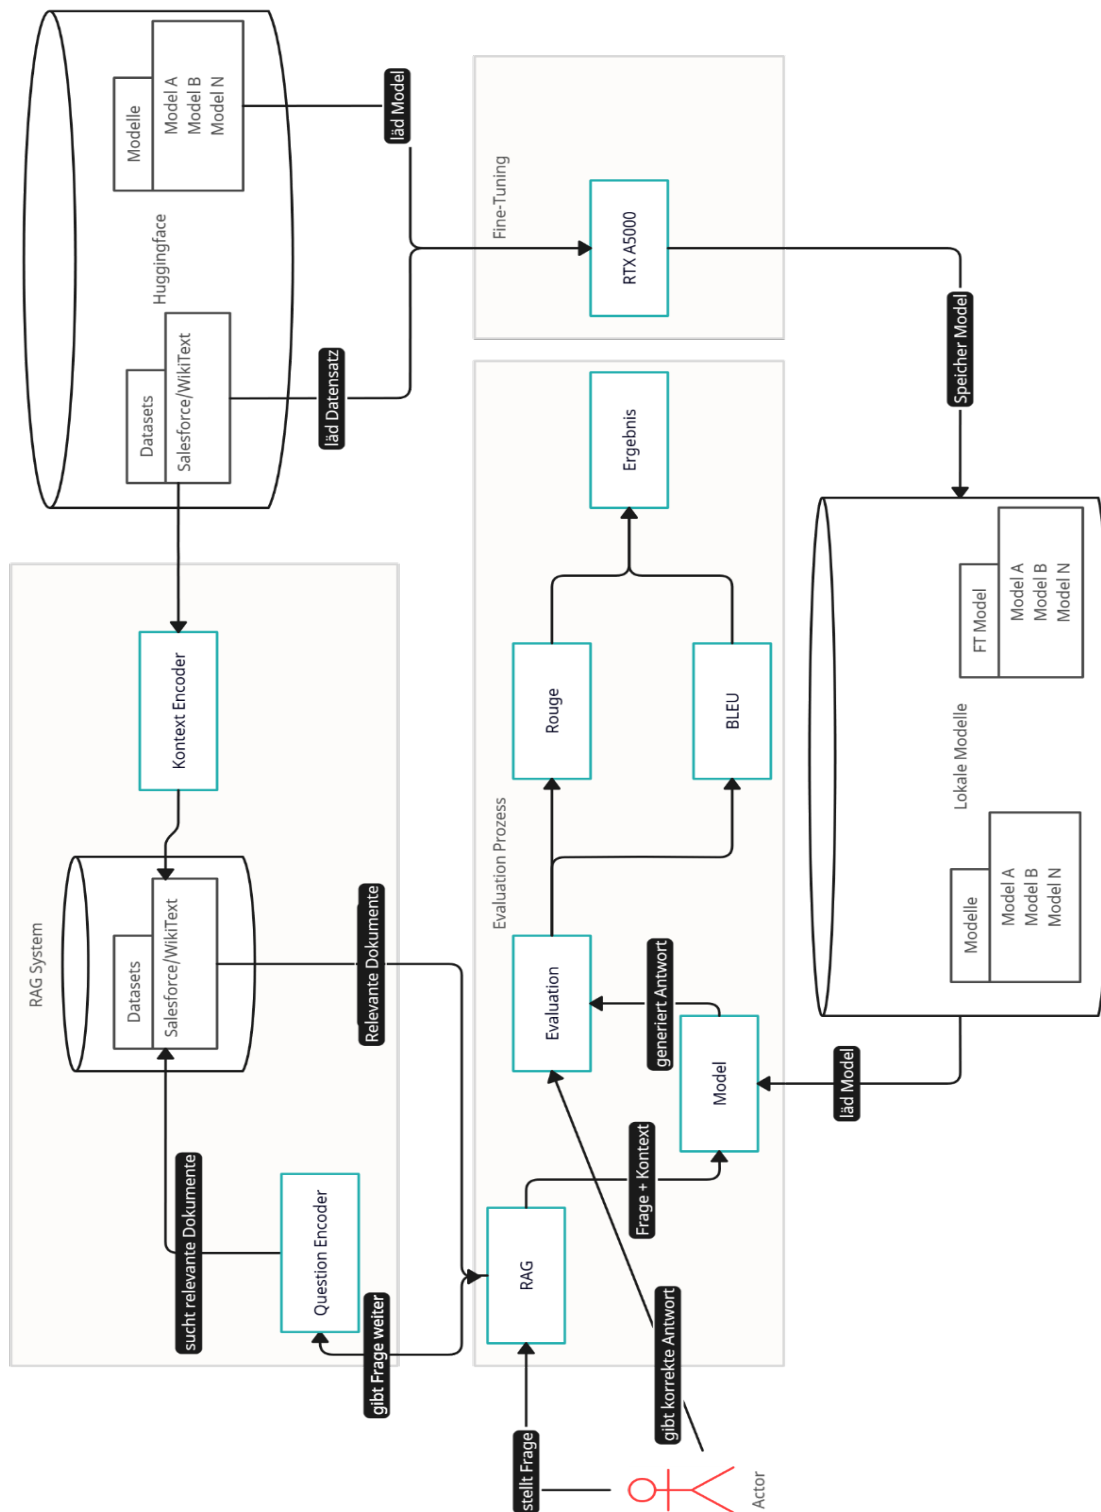 RAG System
Question Encoder
sucht relevante Dokumente
gibt Frage weiter
Datasets
Salesforce/WikiText
Relevante Dokumente
Kontext Encoder
Datasets
Salesforce/WikiText
läd Datensatz
Huggingface
Modelle
Model A
Model B
Model N
läd Model
Actor
stellt Frage
gibt korrekte Antwort
Evaluation Prozess
RAG
Frage + Kontext
Model
generiert Antwort
Evaluation
Rouge
BLEU
Ergebnis
Fine-Tuning
RTX A5000
Speicher Model
läd Model
Lokale Modelle
Modelle
Model A
Model B
Model N
FT Model
Model A
Model B
Model N